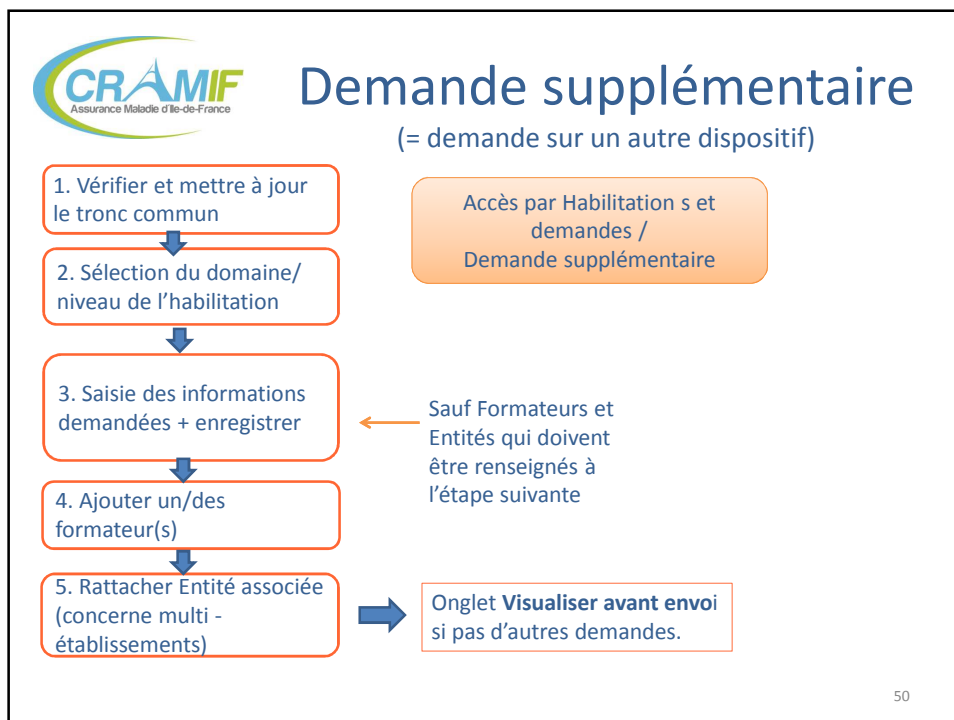 CRAMIF
Assurance Maladie d'Ile-de-France
Demande supplémentaire
(= demande sur un autre dispositif)
1. Vérifier et mettre à jour
le tronc commun
Accès par Habilitation s et
demandes /
Demande supplémentaire
2. Sélection du domaine/
niveau de l’habilitation
3. Saisie des informations
demandées + enregistrer
Sauf Formateurs et
Entités qui doivent
être renseignés à
l’étape suivante
4. Ajouter un/des
formateur(s)
5. Rattacher Entité associée
(concerne multi -
établissements)
Onglet Visualiser avant envoi
si pas d’autres demandes.
50